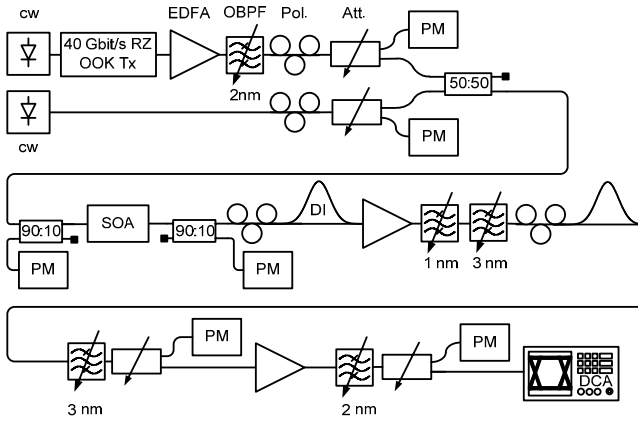 cw
EDFA OBPF Pol. Att.
PM
40 Gbit/s RZ
OOK Tx
2nm
50:50
cw
PM
DI
90:10
SOA
90:10
PM
PM
1 nm
3 nm
PM
PM
DCA
3 nm
2 nm